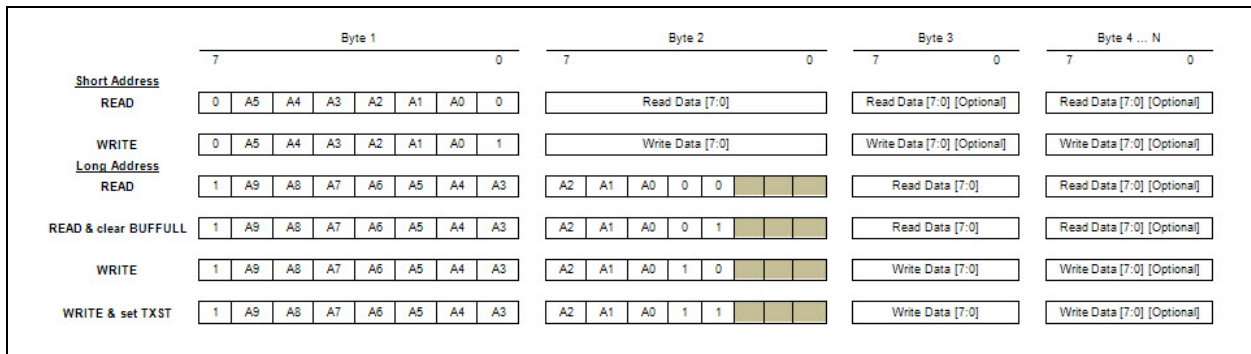 Byte 1 Byte 2 Byte 3 Byte 4 ... N
7 0 7 0 7 0 7 0
Short Address
READ 0 A5 A4 A3 A2 A1 A0 0 Read Data [7:0] Read Data [7:0] [Optional] Read Data [7:0] [Optional]
WRITE 0 A5 A4 A3 A2 A1 A0 1 Write Data [7:0] Write Data [7:0] [Optional] Write Data [7:0] [Optional]
Long Address
READ 1 A9 A8 A7 A6 A5 A4 A3 A2 A1 A0 0 0 Read Data [7:0] Read Data [7:0] [Optional]
READ & clear BUFFULL 1 A9 A8 A7 A6 A5 A4 A3 A2 A1 A0 0 1 Read Data [7:0] Read Data [7:0] [Optional]
WRITE 1 A9 A8 A7 A6 A5 A4 A3 A2 A1 A0 1 0 Write Data [7:0] Write Data [7:0] [Optional]
WRITE & set TXST 1 A9 A8 A7 A6 A5 A4 A3 A2 A1 A0 1 1 Write Data [7:0] Write Data [7:0] [Optional]